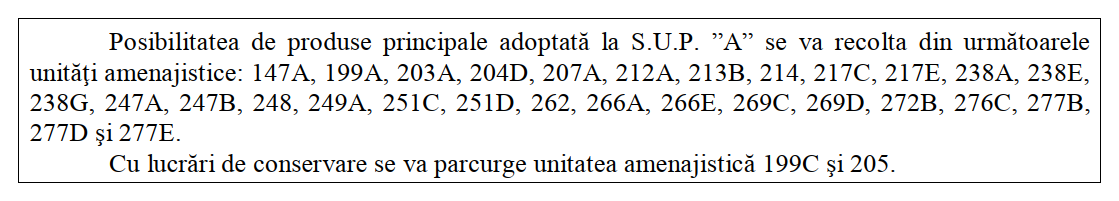 Posibilitatea de produse principale adoptată la S.U.P. ”A” se va recolta din următoarele
unităţi amenajistice: 147A, 199A, 203A, 204D, 207A, 212A, 213B, 214, 217C, 217E, 238A, 238E,
238G, 247A, 247B, 248, 249A, 251C, 251D, 262, 266A, 266E, 269C, 269D, 272B, 276C, 277B,
277D şi 277E.
Cu lucrări de conservare se va parcurge unitatea amenajistică 199C şi 205.